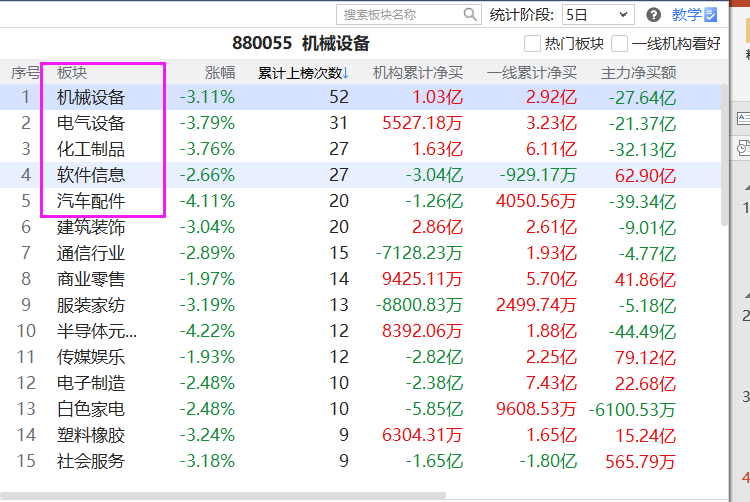 搜索板块名称 统计阶段: 5日 教学
880055 机械设备
热门板块 一线机构看好
序号 板块 涨幅 累计上榜次数↓ 机构累计净买 一线累计净买 主力净买额
1 机械设备 -3.11% 52 1.03亿 2.92亿 -27.64亿
2 电气设备 -3.79% 31 5527.18万 3.23亿 -21.37亿
3 化工制品 -3.76% 27 1.63亿 6.11亿 -32.13亿
4 软件信息 -2.66% 27 -3.04亿 -929.17万 62.90亿
5 汽车配件 -4.11% 20 -1.26亿 4050.56万 -39.34亿
6 建筑装饰 -3.04% 20 2.86亿 2.61亿 -9.01亿
7 通信行业 -2.89% 15 -7128.23万 1.93亿 -4.77亿
8 商业零售 -1.97% 14 9425.11万 5.70亿 41.86亿
9 服装家纺 -3.19% 13 -8800.83万 2499.74万 -5.18亿
10 半导体元... -4.22% 12 8392.06万 1.88亿 -44.49亿
11 传媒娱乐 -1.93% 12 -2.82亿 2.25亿 79.12亿
12 电子制造 -2.48% 10 -2.38亿 7.43亿 22.68亿
13 白色家电 -2.48% 10 -5.85亿 9608.53万 -6100.53万
14 塑料橡胶 -3.24% 9 6304.31万 1.65亿 15.24亿
15 社会服务 -3.18% 9 -1.65亿 -1.80亿 565.79万
1
2
3
4